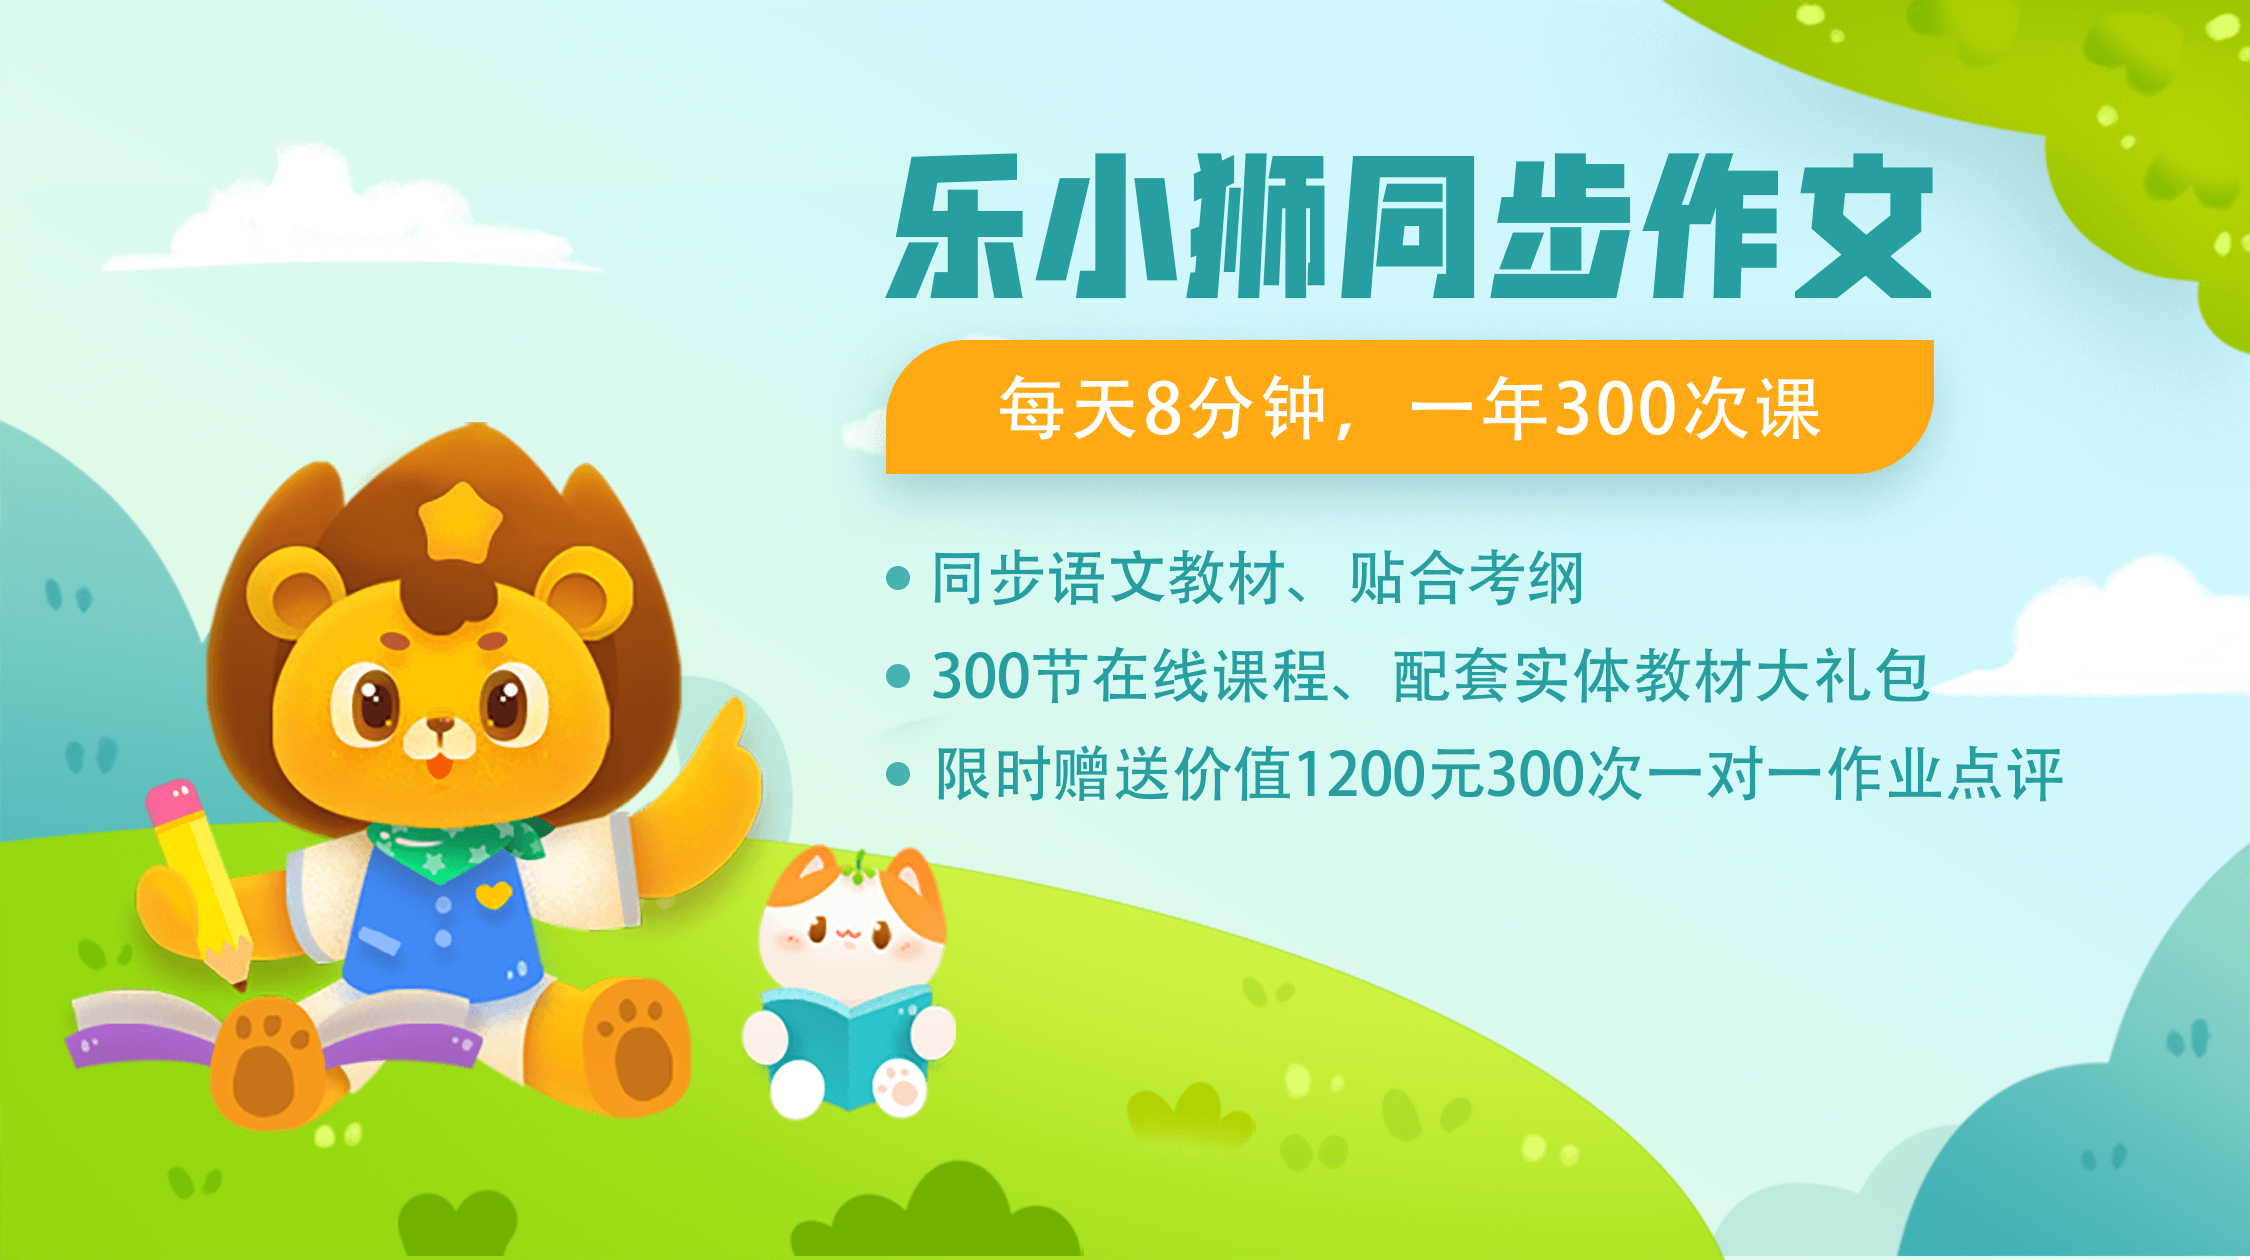 乐小狮同步作文
每天8分钟，一年300次课
同步语文教材、贴合考纲
300节在线课程、配套实体教材大礼包
限时赠送价值1200元300次一对一作业点评